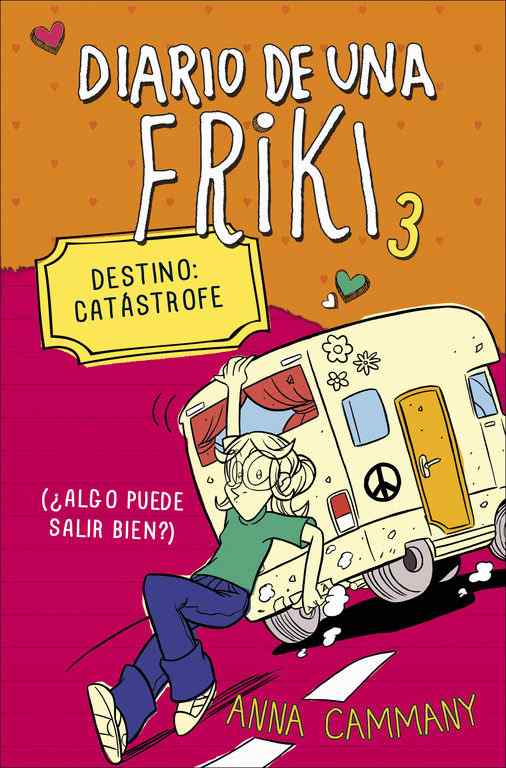 DIARIO DE UNA
FRiKI 3
DESTINO:
CATÁSTROFE
(¿ALGO PUEDE
SALIR BIEN?)
ANNA CAMMANY